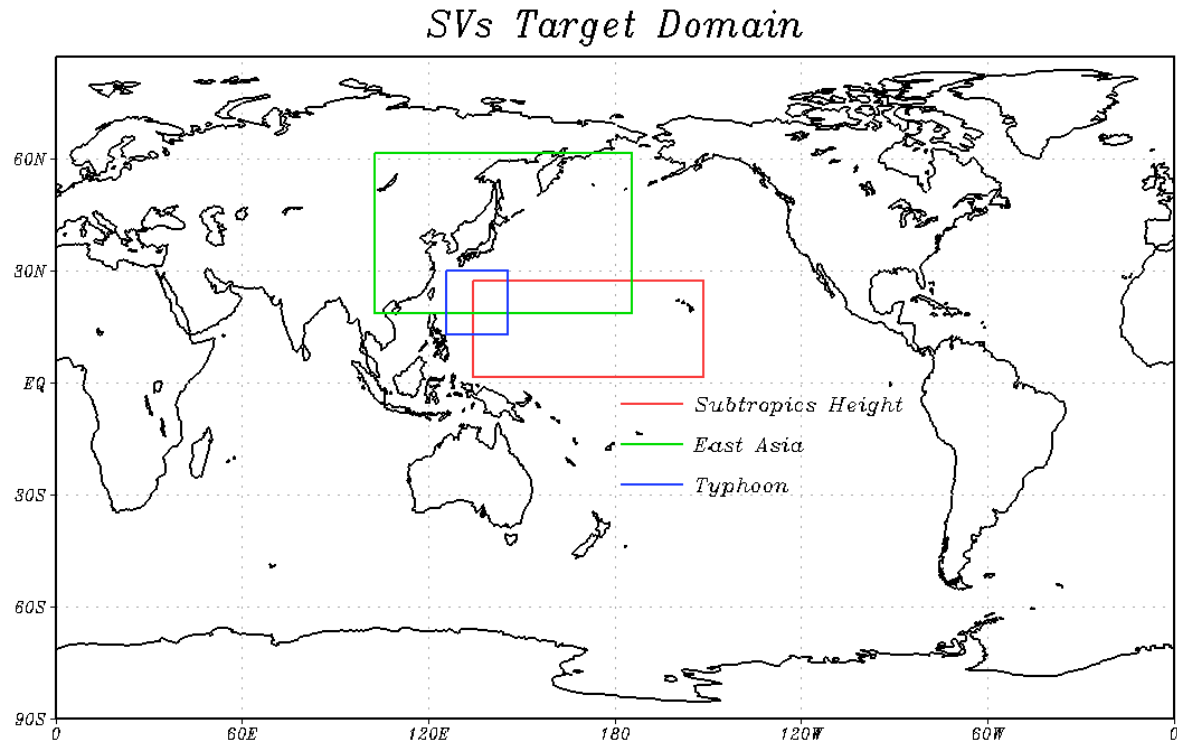 SVs Target Domain
60N
30N
EQ
30S
60S
90S
Subtropics Height
East Asia
Typhoon
0 60E 120E 180 120W 60W 0